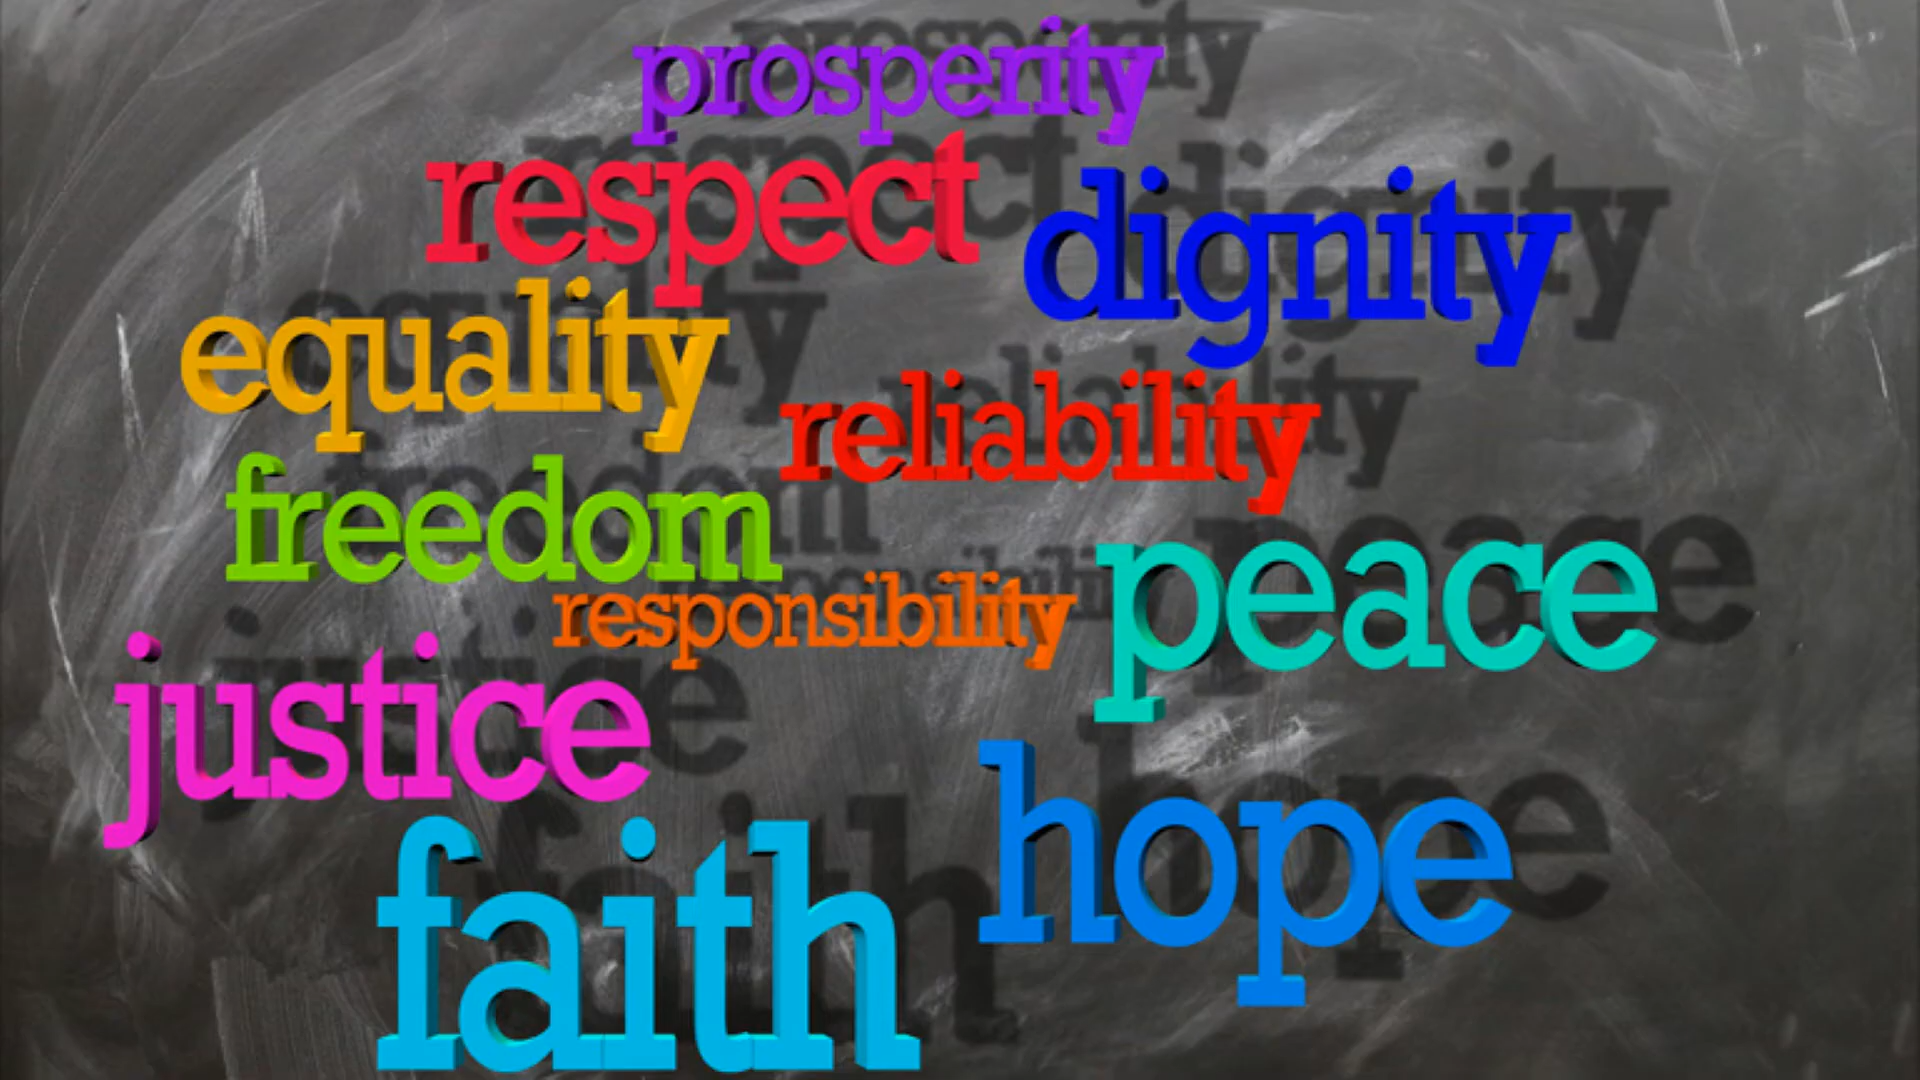 prosperity
respect
dignity
equality
reliability
freedom
peace
responsibility
justice
hope
faith